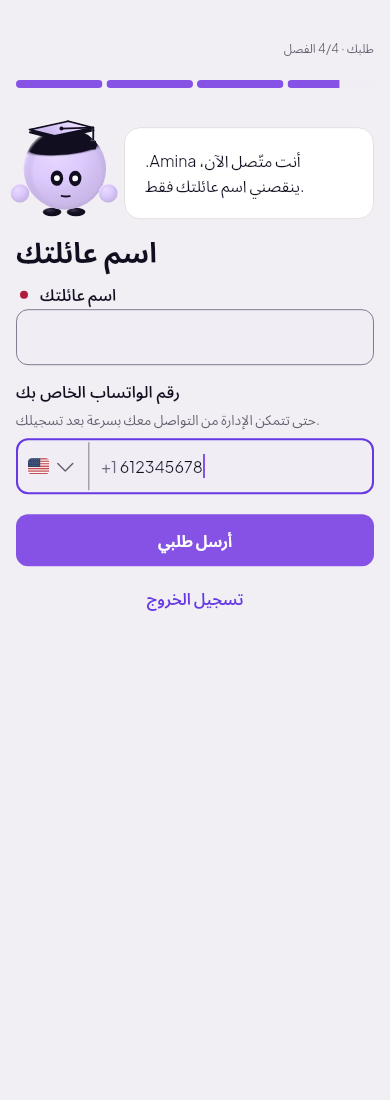 طلبك · 4/4 الفصل
أنت متّصل الآن، Amina.
ينقصني اسم عائلتك فقط.
اسم عائلتك
اسم عائلتك
رقم الواتساب الخاص بك
حتى تتمكن الإدارة من التواصل معك بسرعة بعد تسجيلك.
+1 612345678
أرسل طلبي
تسجيل الخروج